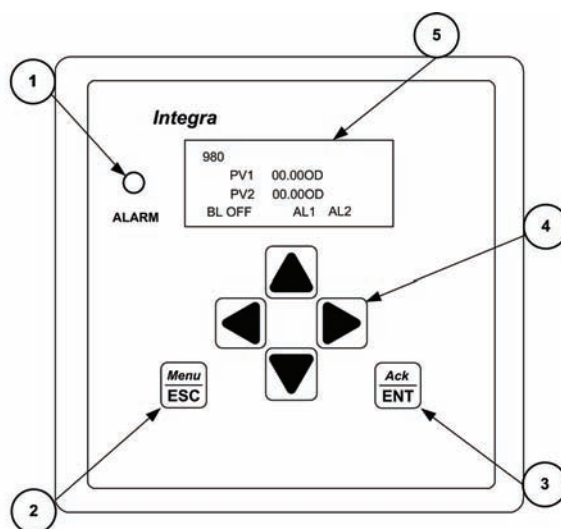 5
1
Integra
980
PV1 00.00OD
PV2 00.00OD
BL OFF AL1 AL2
ALARM
4
Menu
ESC
Ack
ENT
2
3